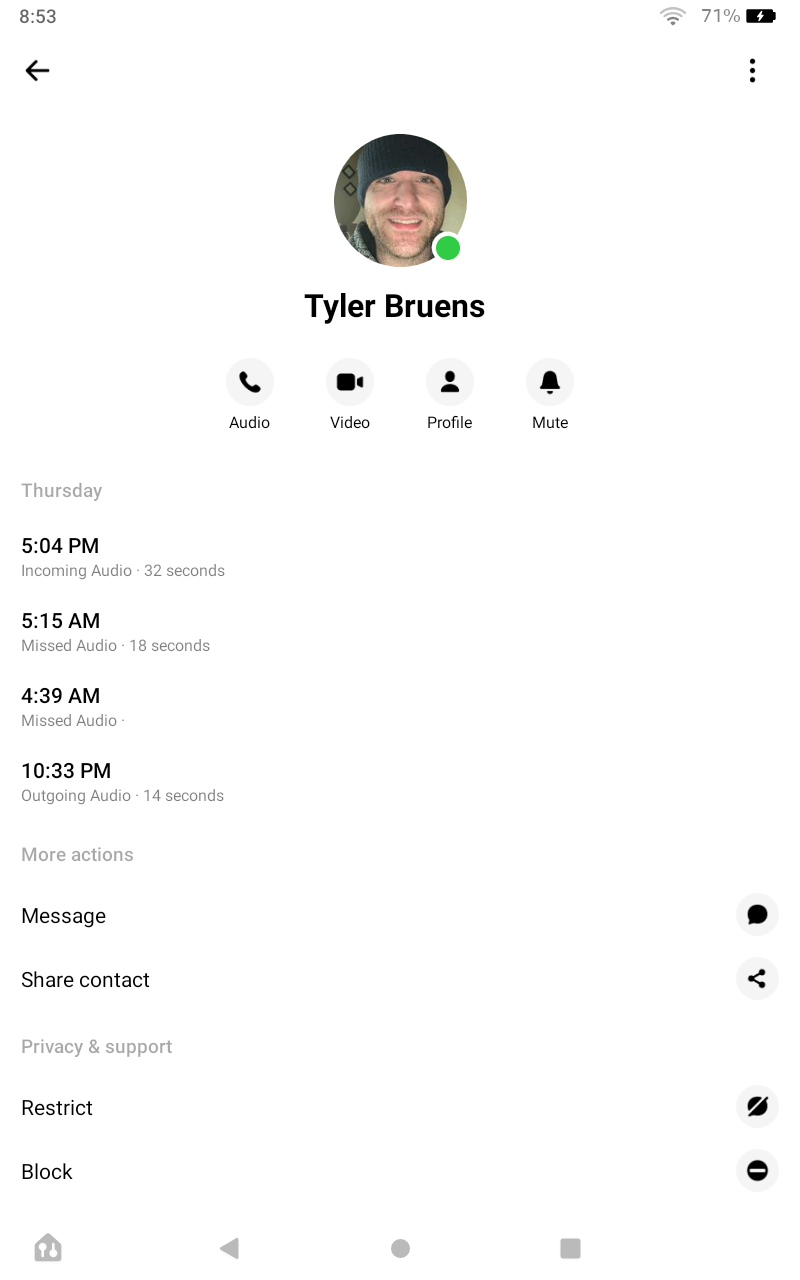 8:53
71%
Tyler Bruens
Audio
Video
Profile
Mute
Thursday
5:04 PM
Incoming Audio · 32 seconds
5:15 AM
Missed Audio · 18 seconds
4:39 AM
Missed Audio ·
10:33 PM
Outgoing Audio · 14 seconds
More actions
Message
Share contact
Privacy & support
Restrict
Block